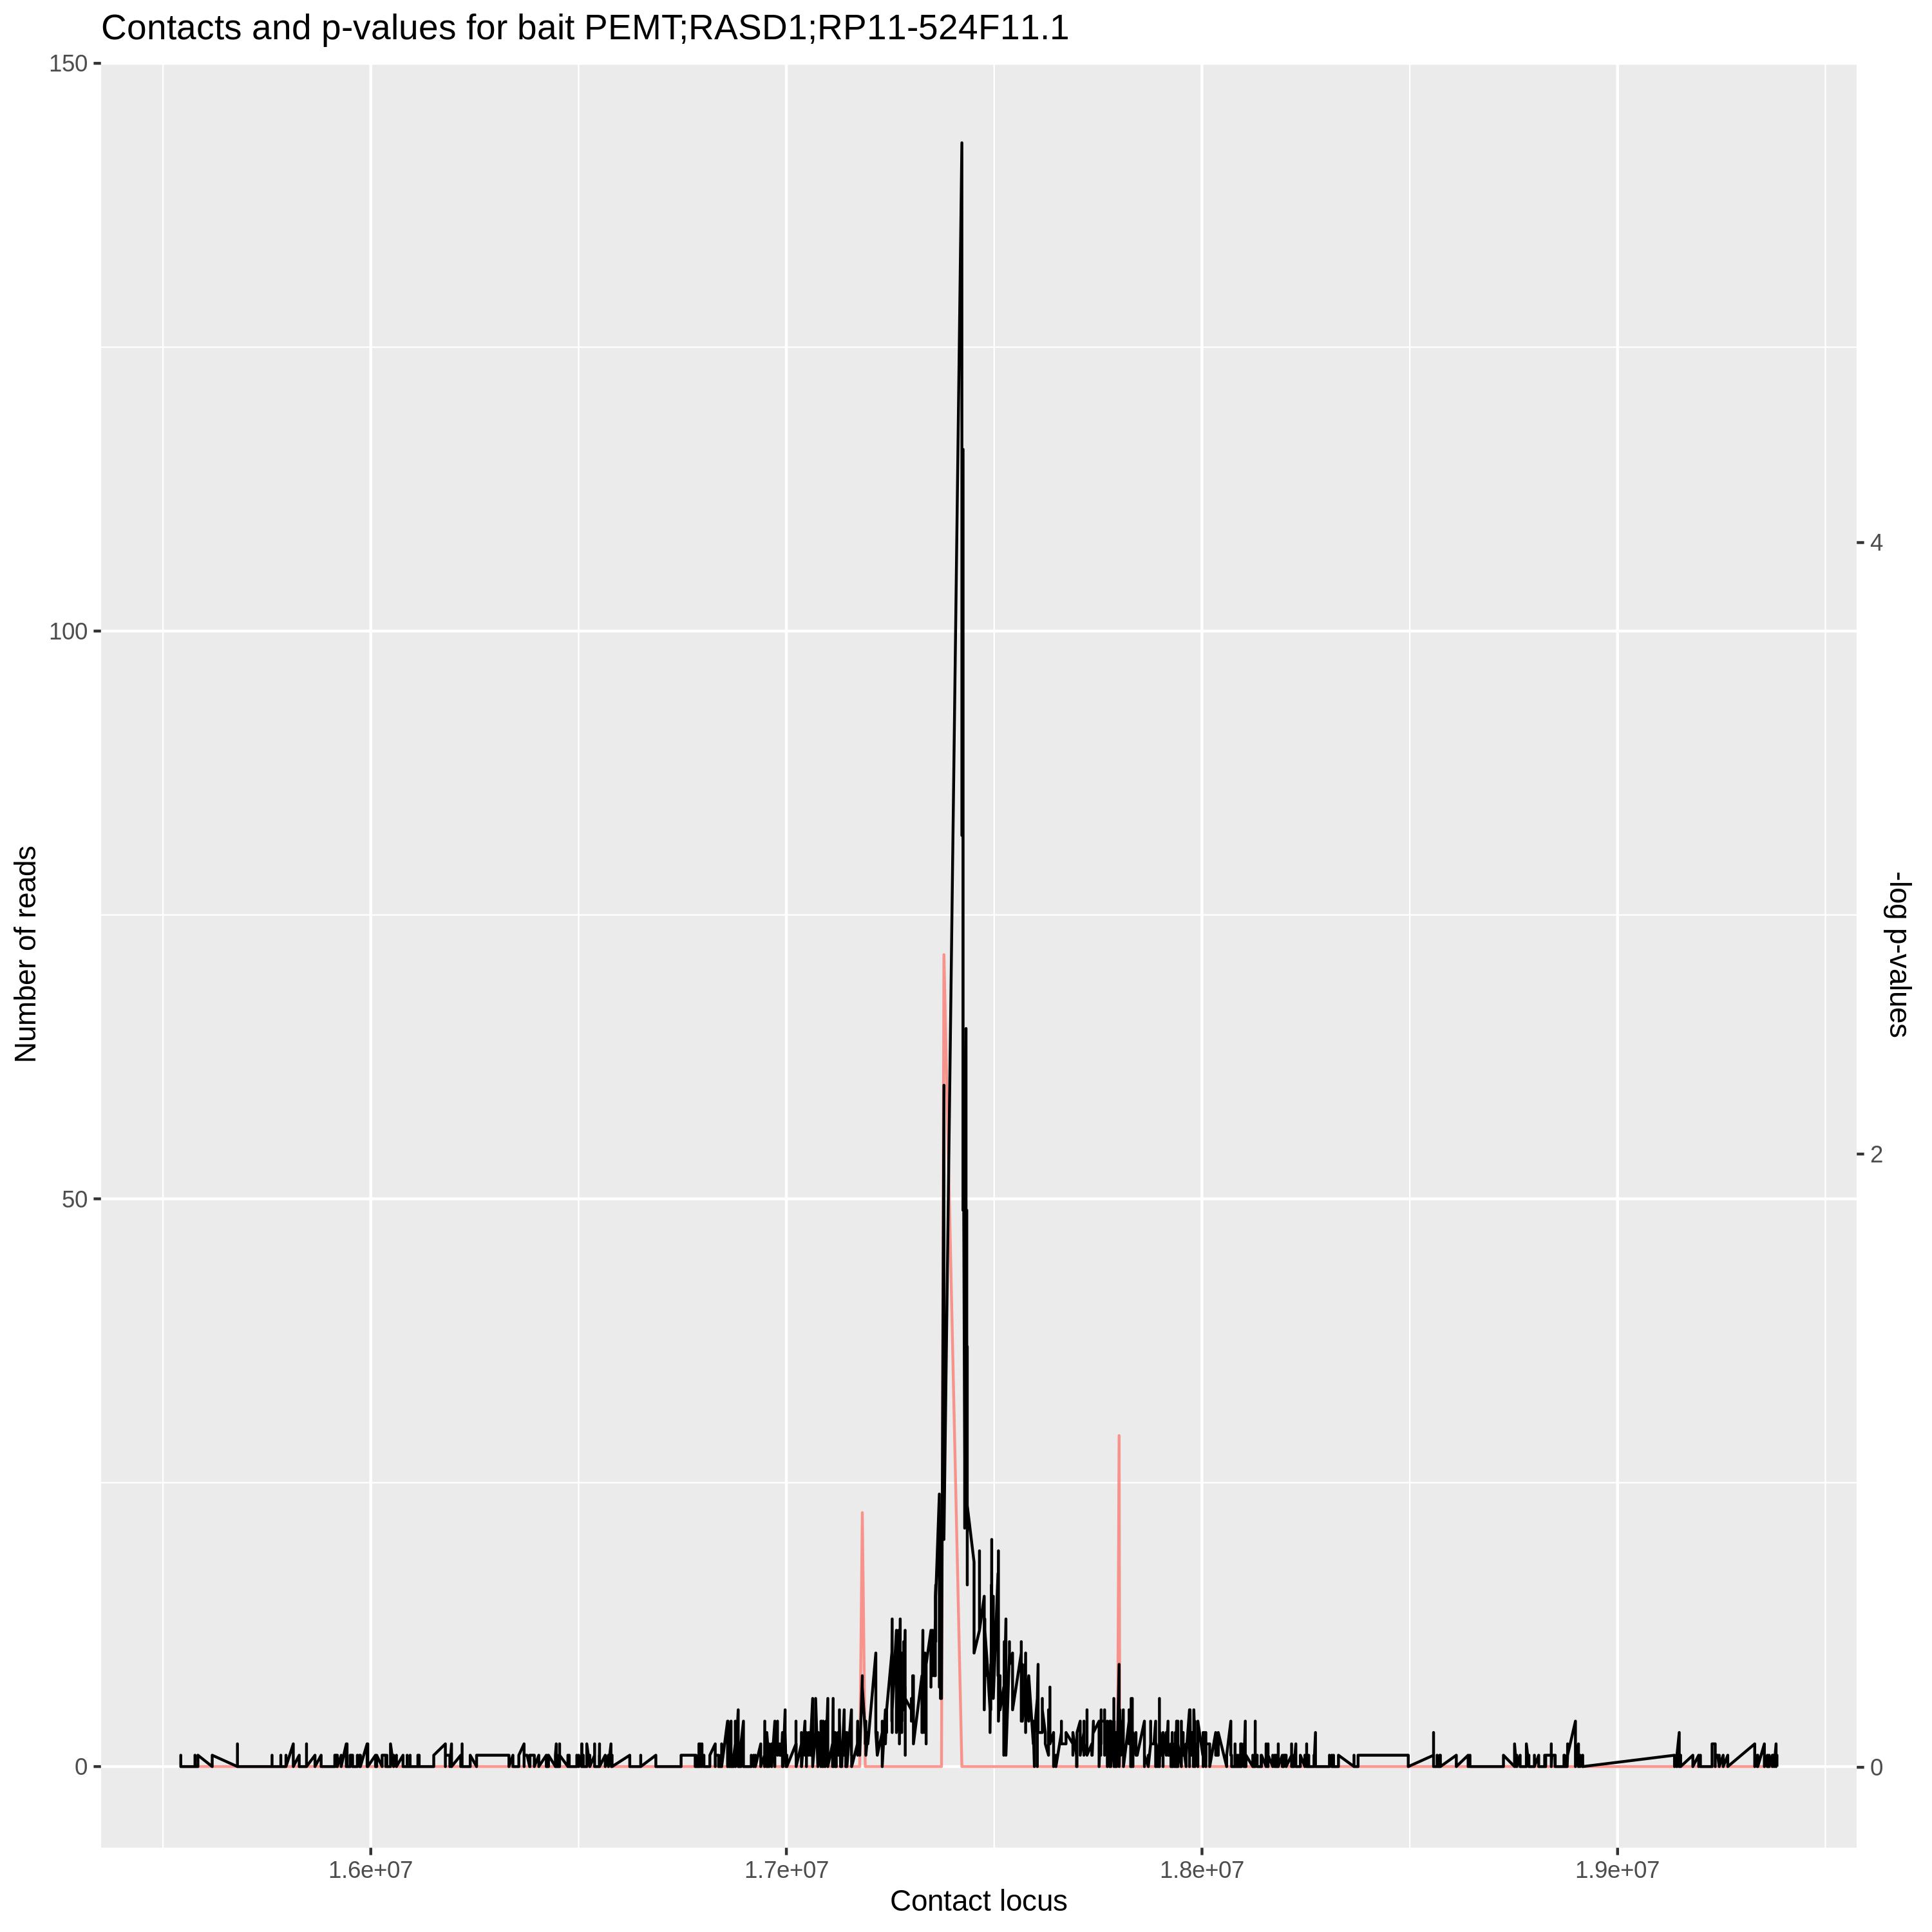 Contacts and p-values for bait PEMT;RASD1;RP11-524F11.1
150
100
50
0
Number of reads
4
2
0
-log p-values
1.6e+07
1.7e+07
1.8e+07
1.9e+07
Contact locus